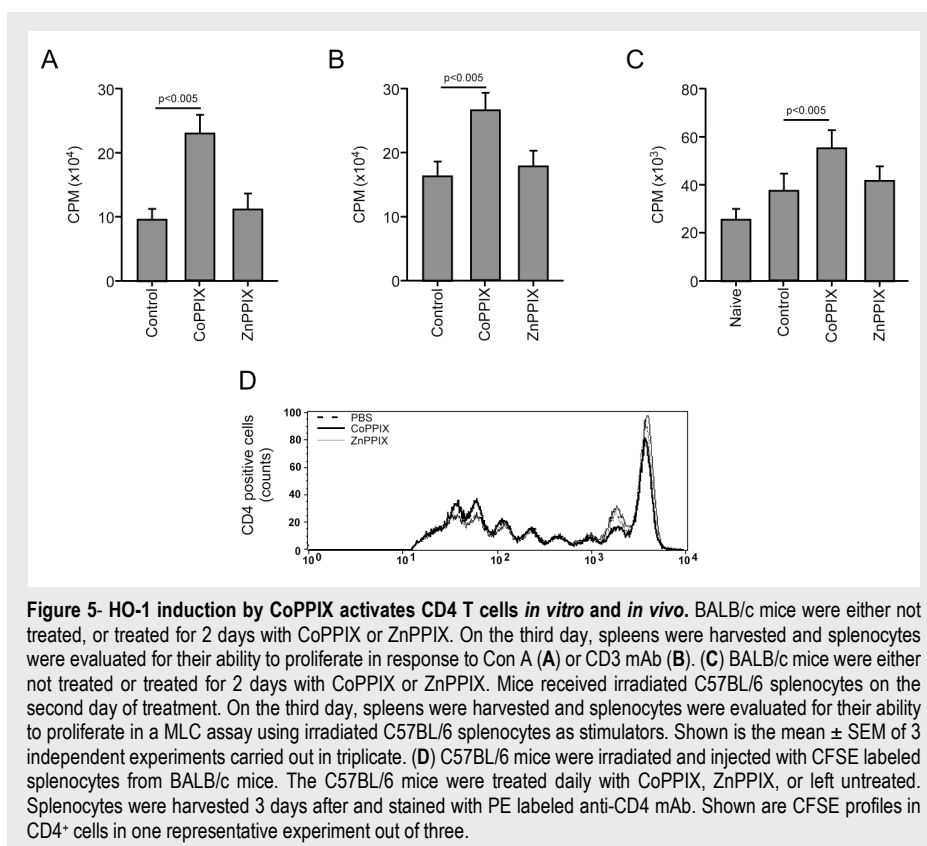 A
B
C
30
20
10
0
CPM (x10⁴)
p<0.005
Control
CoPPIX
ZnPPIX
30
20
10
0
CPM (x10⁴)
p<0.005
Control
CoPPIX
ZnPPIX
80
60
40
20
0
CPM (x10³)
p<0.005
Naive
Control
CoPPIX
ZnPPIX
D
CD4 positive cells
(counts)
100
80
60
40
20
0
PBS
CoPPIX
ZnPPIX
10⁰ 10¹ 10² 10³ 10⁴
Figure 5- HO-1 induction by CoPPIX activates CD4 T cells in vitro and in vivo. BALB/c mice were either not
treated, or treated for 2 days with CoPPIX or ZnPPIX. On the third day, spleens were harvested and splenocytes
were evaluated for their ability to proliferate in response to Con A (A) or CD3 mAb (B). (C) BALB/c mice were either
not treated or treated for 2 days with CoPPIX or ZnPPIX. Mice received irradiated C57BL/6 splenocytes on the
second day of treatment. On the third day, spleens were harvested and splenocytes were evaluated for their ability
to proliferate in a MLC assay using irradiated C57BL/6 splenocytes as stimulators. Shown is the mean ± SEM of 3
independent experiments carried out in triplicate. (D) C57BL/6 mice were irradiated and injected with CFSE labeled
splenocytes from BALB/c mice. The C57BL/6 mice were treated daily with CoPPIX, ZnPPIX, or left untreated.
Splenocytes were harvested 3 days after and stained with PE labeled anti-CD4 mAb. Shown are CFSE profiles in
CD4⁺ cells in one representative experiment out of three.